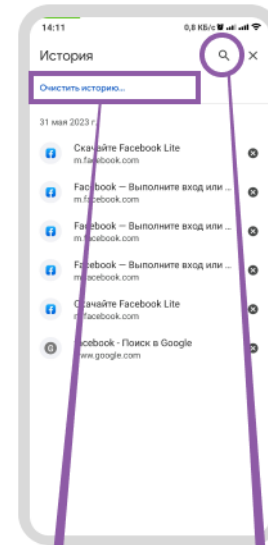 14:11 0,8 КБ/с
История
Очистить историю...
31 мая 2023 г.
Скачайте Facebook Lite
m.facebook.com
Facebook — Выполните вход или ...
m.facebook.com
Facebook — Выполните вход или ...
m.facebook.com
Facebook — Выполните вход или ...
m.facebook.com
Скачайте Facebook Lite
m.facebook.com
G
facebook - Поиск в Google
www.google.com